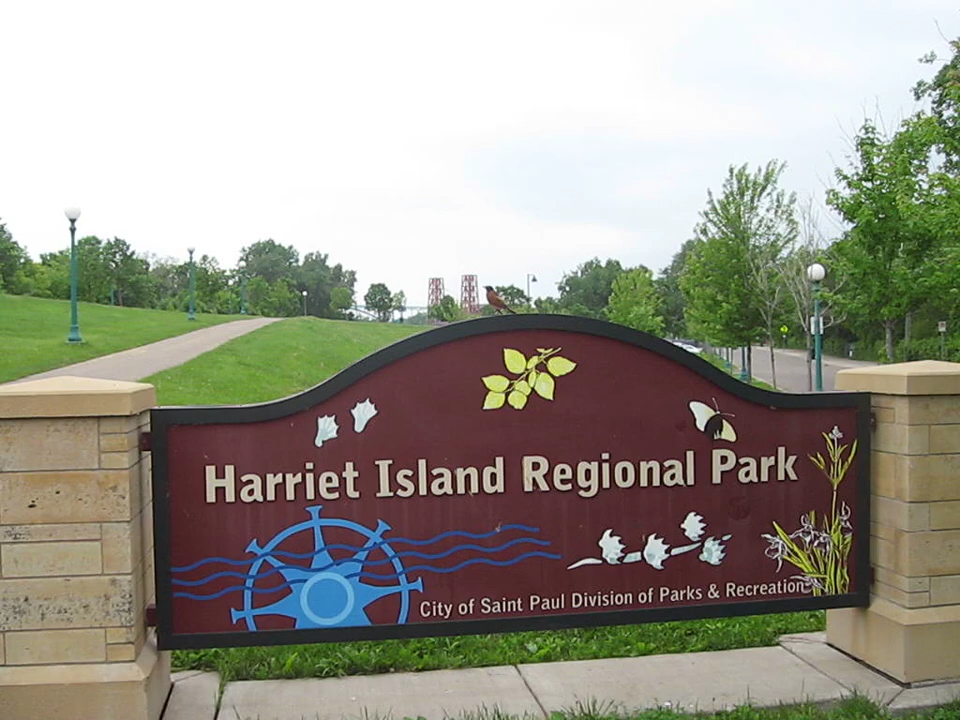 Harriet Island Regional Park
City of Saint Paul Division of Parks & Recreation